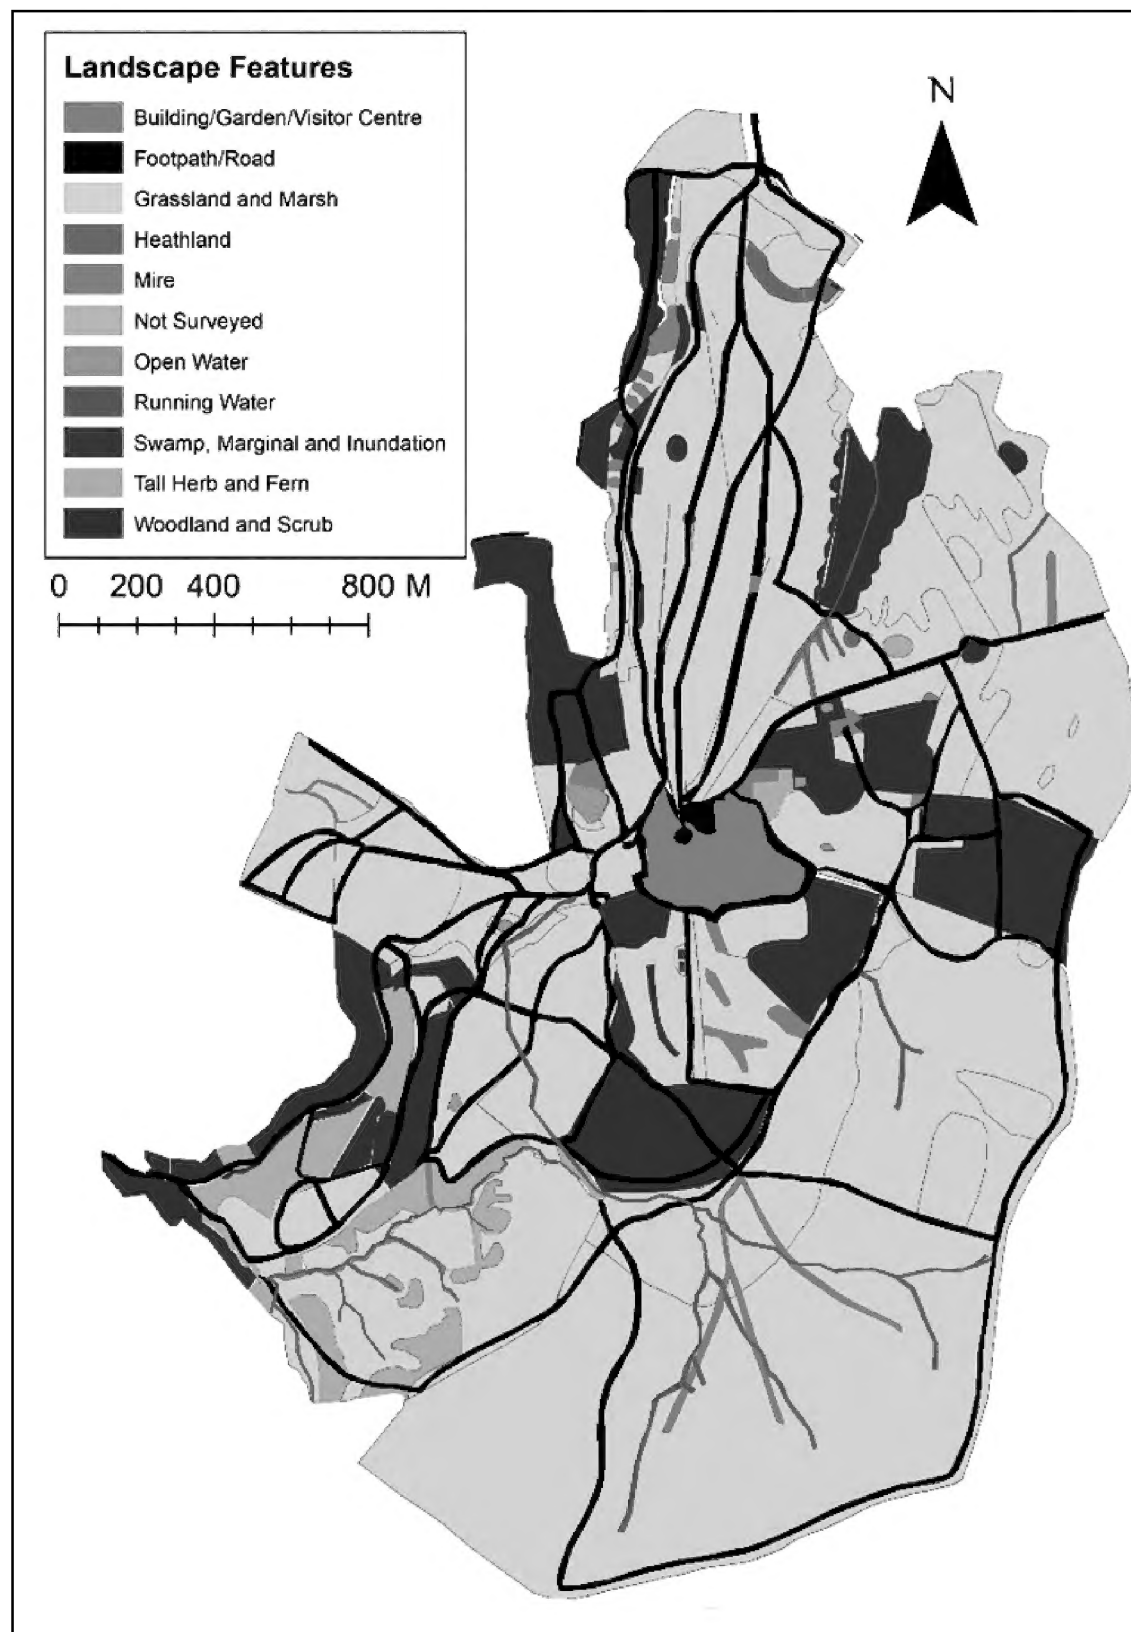 Landscape Features
Building/Garden/Visitor Centre
Footpath/Road
Grassland and Marsh
Heathland
Mire
Not Surveyed
Open Water
Running Water
Swamp, Marginal and Inundation
Tall Herb and Fern
Woodland and Scrub
0 200 400 800 M
N